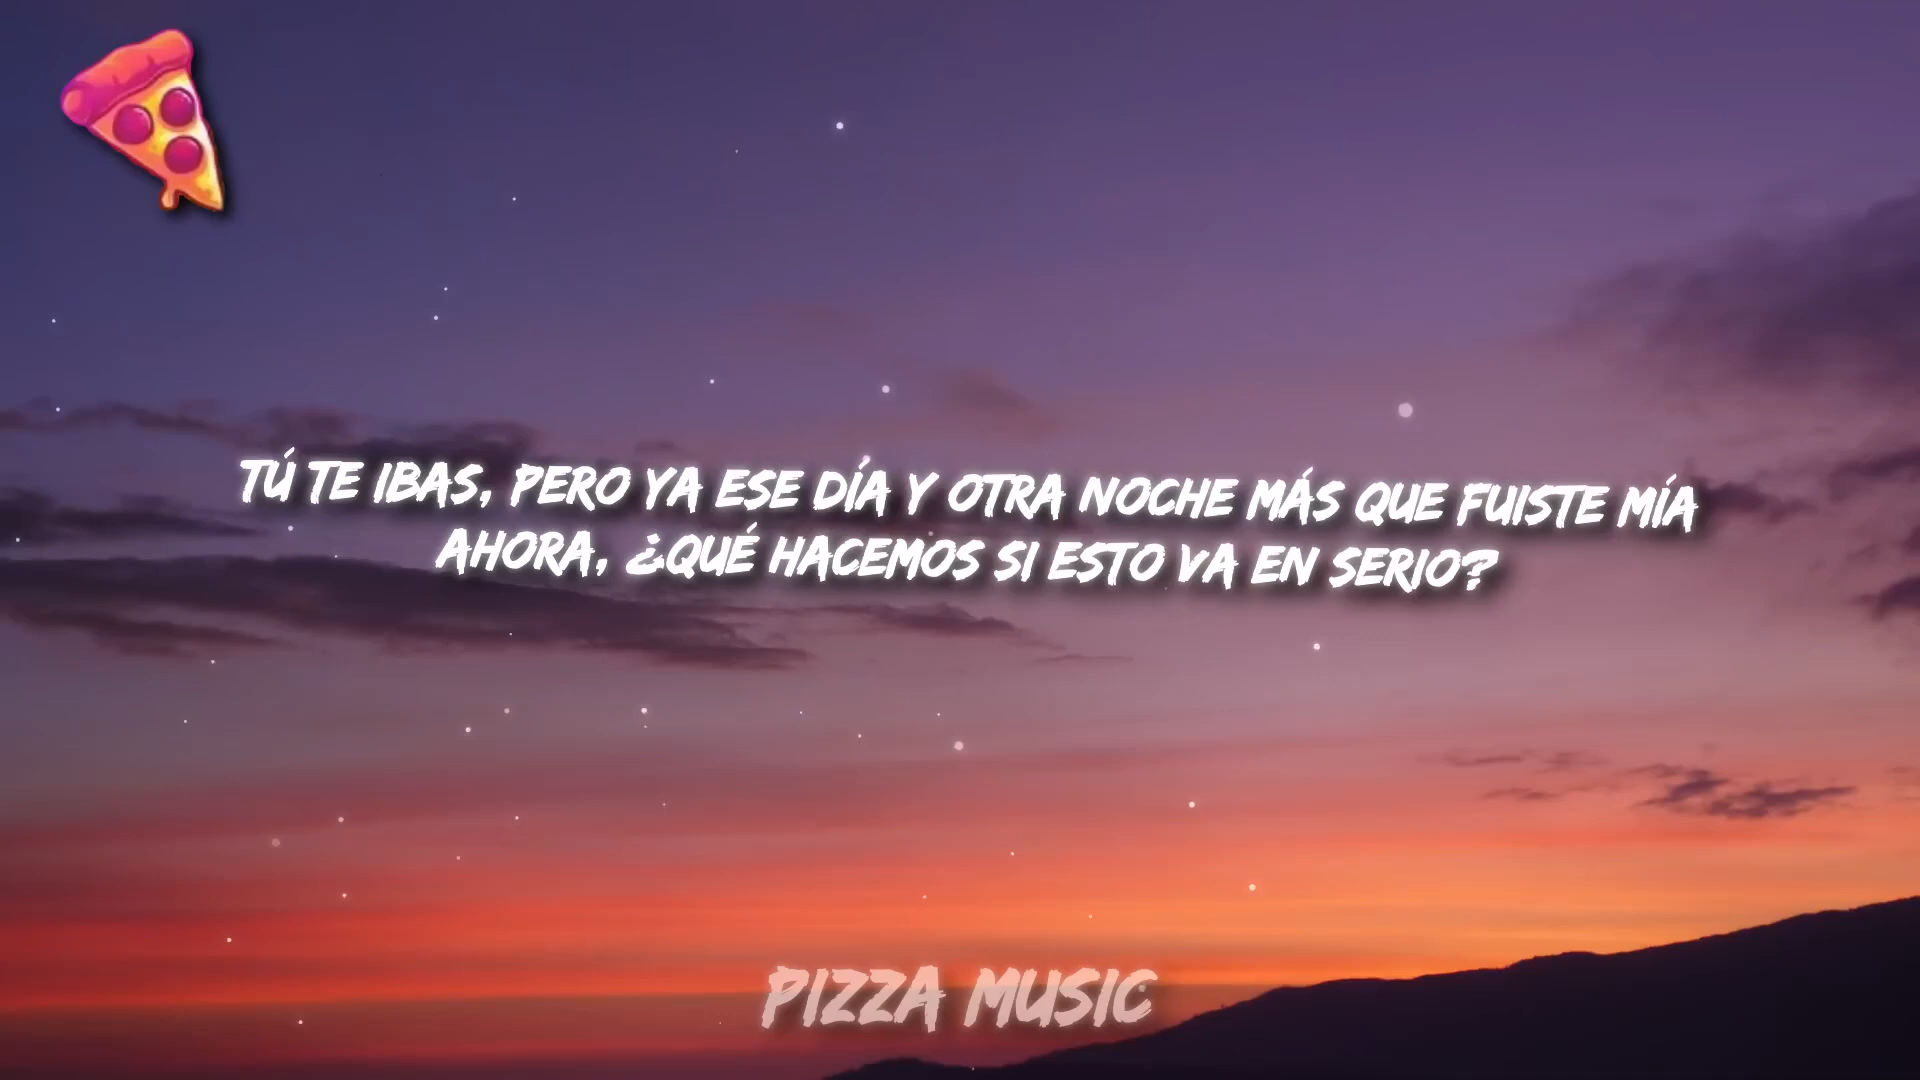 TÚ TE IBAS, PERO YA ESE DÍA Y OTRA NOCHE MÁS QUE FUISTE MÍA
AHORA, ¿QUÉ HACEMOS SI ESTO VA EN SERIO?
PIZZA MUSIC